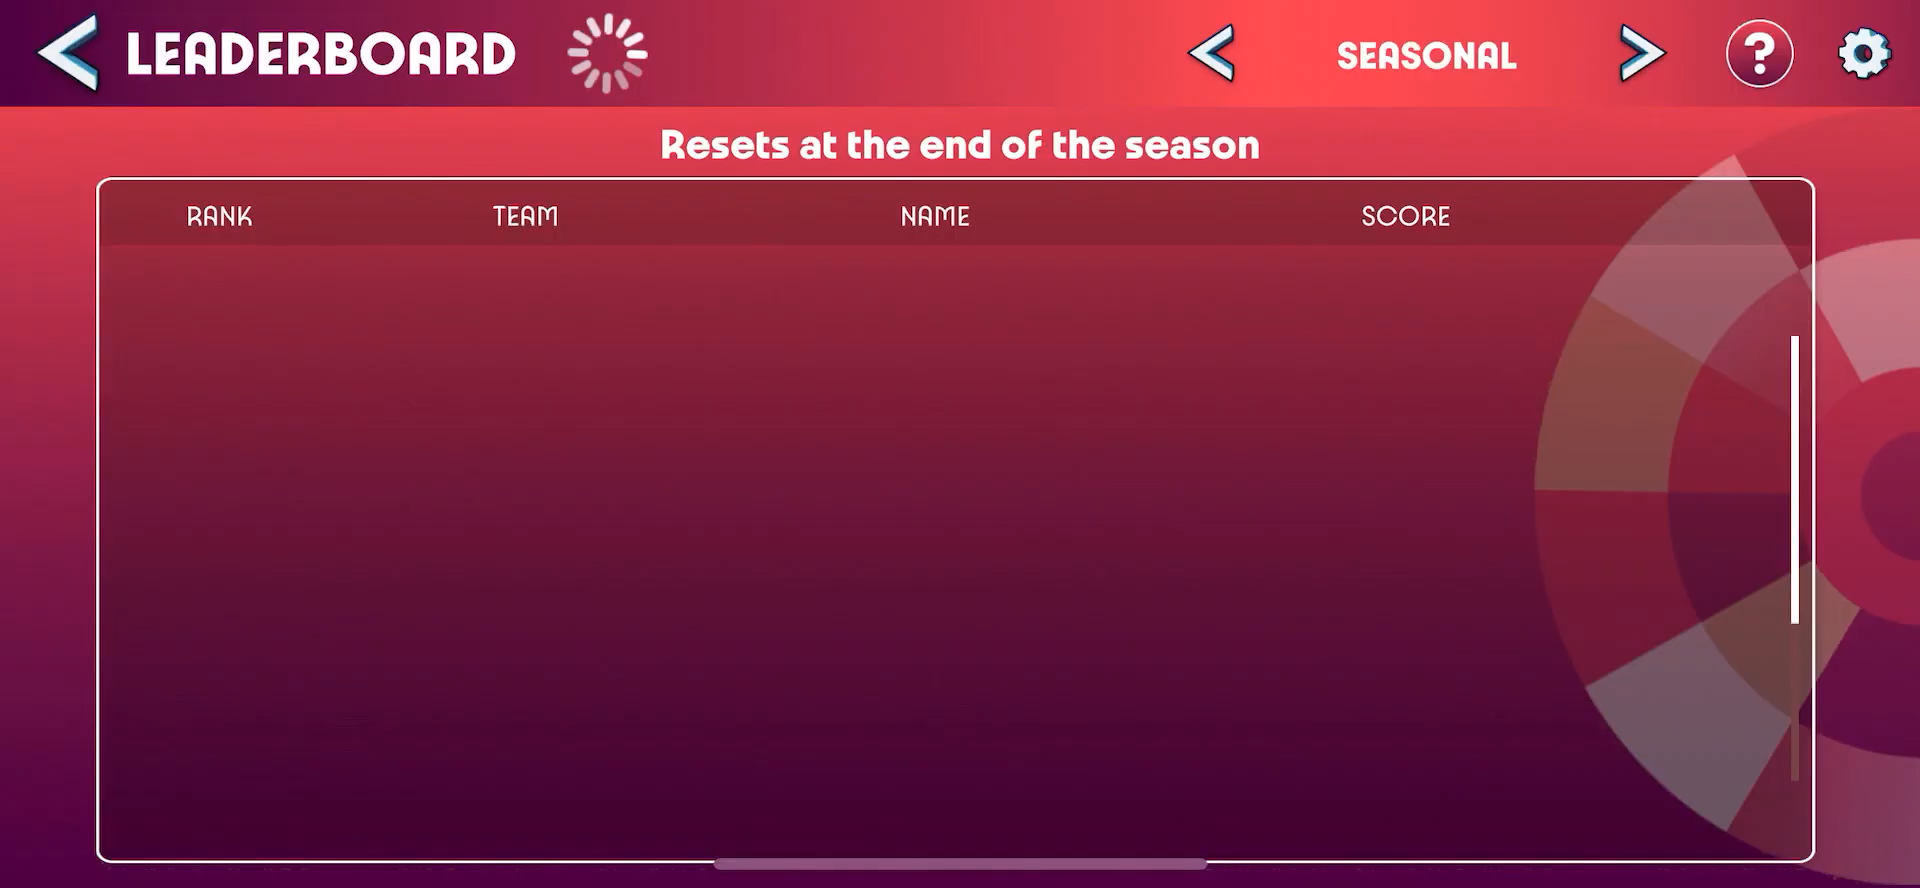 LEADERBOARD
SEASONAL
?
Resets at the end of the season
RANK TEAM NAME SCORE